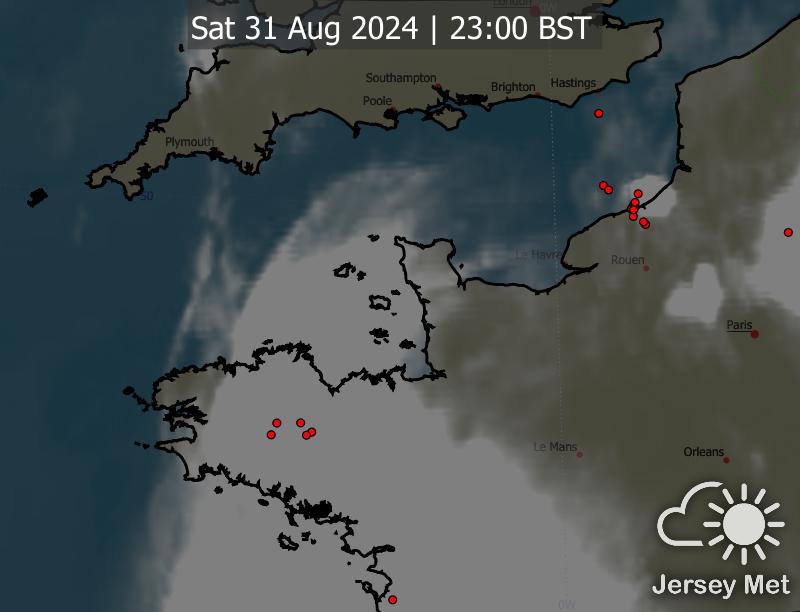 London
0W
Sat 31 Aug 2024 | 23:00 BST
Southampton
Brighton
Hastings
Poole
Plymouth
50
Le Havre
Rouen
Paris
Le Mans
Orleans
Jersey Met
0W